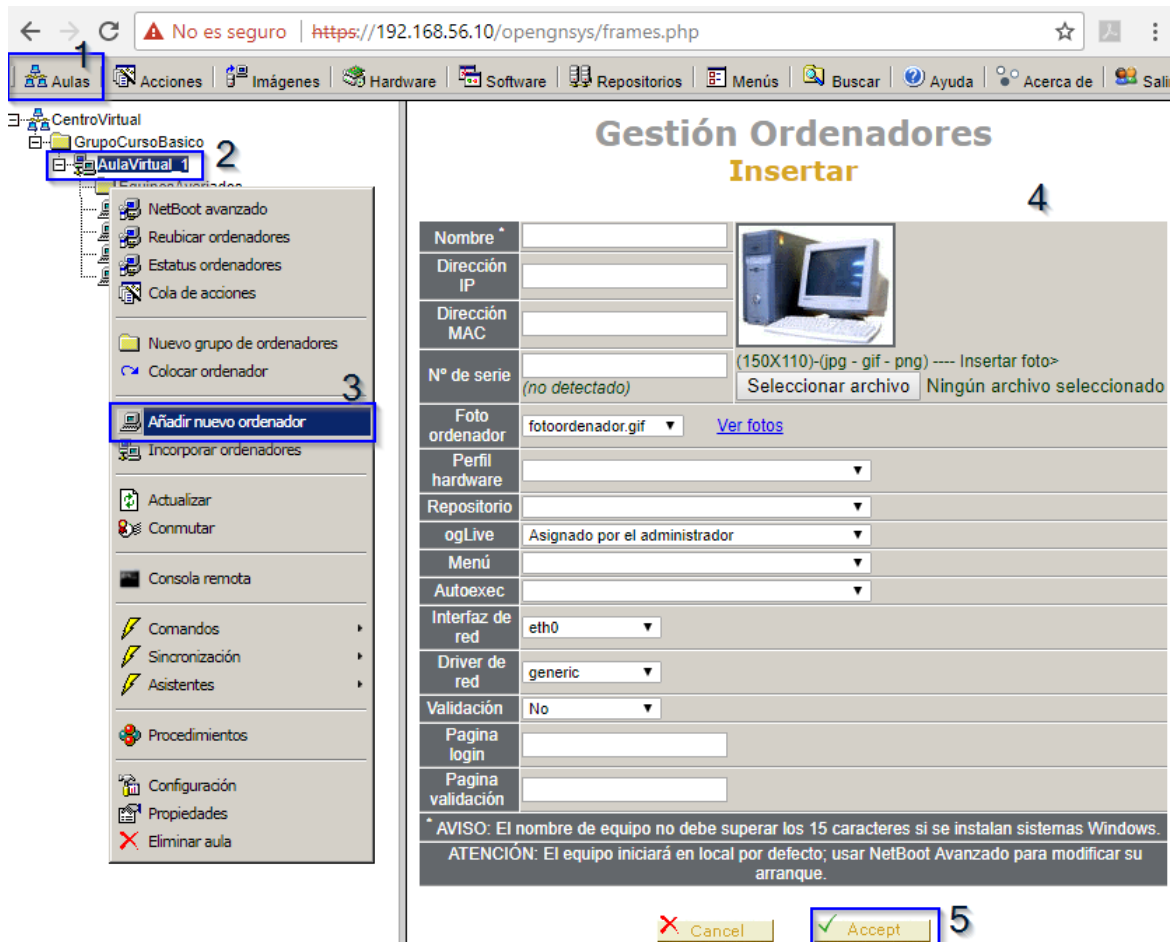 No es seguro | https://192.168.56.10/opengnsys/frames.php
1
Aulas Acciones Imágenes Hardware Software Repositorios Menús Buscar Ayuda Acerca de Sali
CentroVirtual
GrupoCursoBasico
2
AulaVirtual_1
EquiposAveriados
NetBoot avanzado
Reubicar ordenadores
Estatus ordenadores
Cola de acciones
Nuevo grupo de ordenadores
Colocar ordenador
3
Añadir nuevo ordenador
Incorporar ordenadores
Actualizar
Conmutar
Consola remota
Comandos
Sincronización
Asistentes
Procedimientos
Configuración
Propiedades
Eliminar aula
Gestión Ordenadores
Insertar
4
Nombre *
Dirección
IP
Dirección
MAC
Nº de serie
(no detectado)
(150X110)-(jpg - gif - png) ---- Insertar foto>
Seleccionar archivo Ningún archivo seleccionado
Foto
ordenador
fotoordenador.gif
Ver fotos
Perfil
hardware
Repositorio
ogLive Asignado por el administrador
Menú
Autoexec
Interfaz de
red
eth0
Driver de
red
generic
Validación No
Pagina
login
Pagina
validación
* AVISO: El nombre de equipo no debe superar los 15 caracteres si se instalan sistemas Windows.
ATENCIÓN: El equipo iniciará en local por defecto; usar NetBoot Avanzado para modificar su
arranque.
Cancel
Accept
5